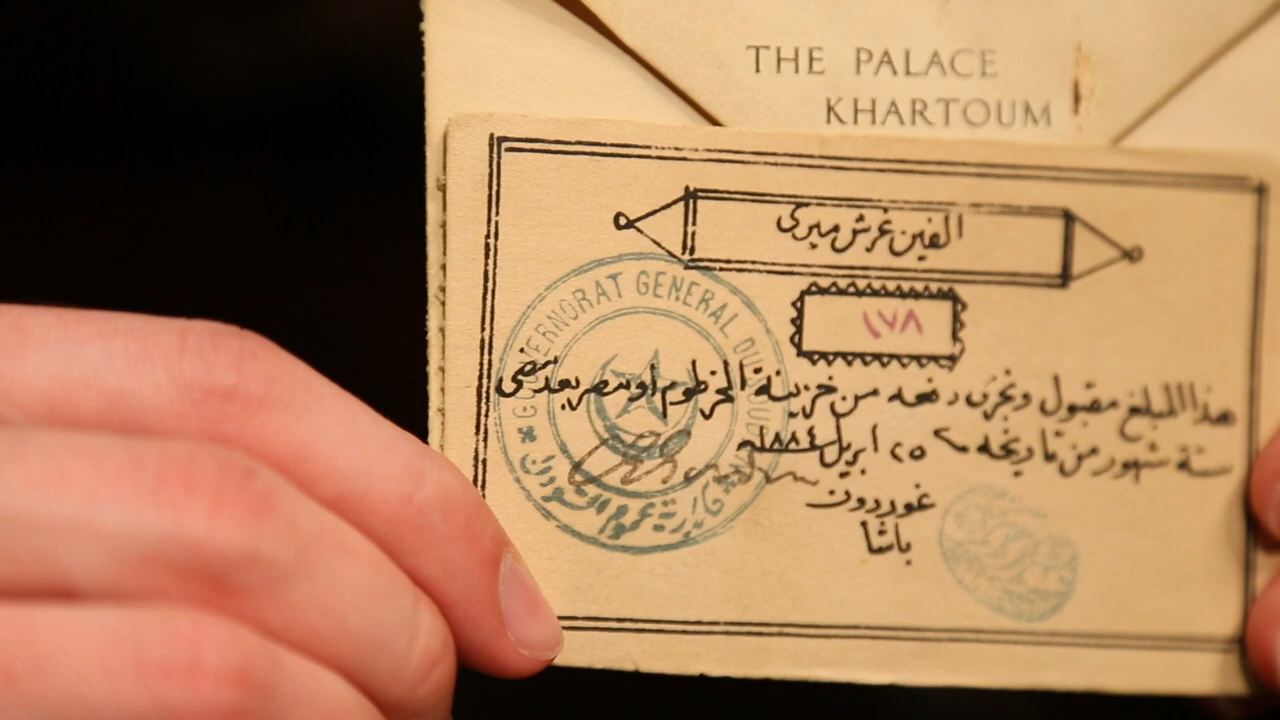 THE PALACE
KHARTOUM
الفين غرش ميرى
١٧٨
هذا المبلغ مقبول ونجرى دفعه من خزينة الخرطوم او مصر بعد مضى
ستة شهور من تاريخه ٢٥ ابريل ١٨٨٤
غوردون
باشا
GOUVERNORAT GENERAL DU